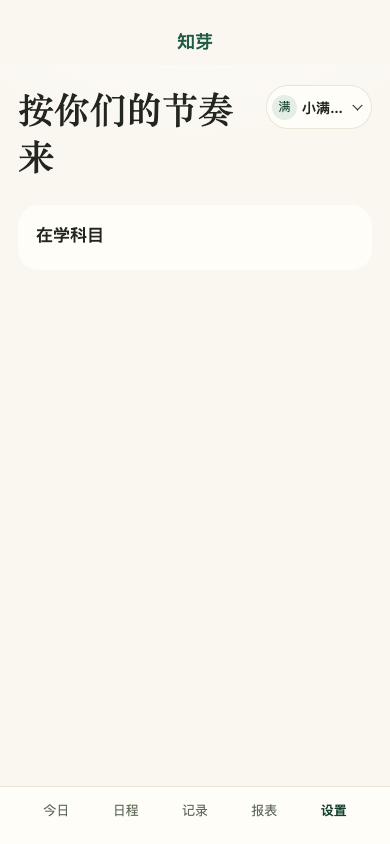 知芽
按你们的节奏
来
满 小满...
在学科目
今日 日程 记录 报表 设置